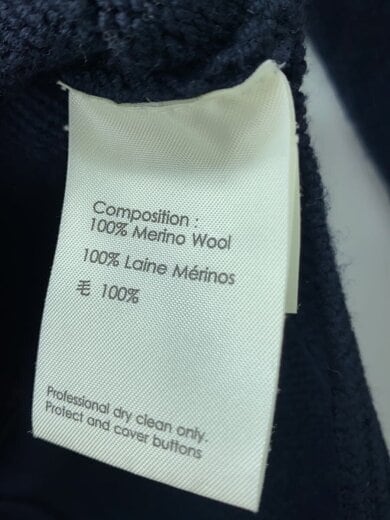 Composition :
100% Merino Wool
100% Laine Mérinos
毛 100%
Professional dry clean only.
Protect and cover buttons